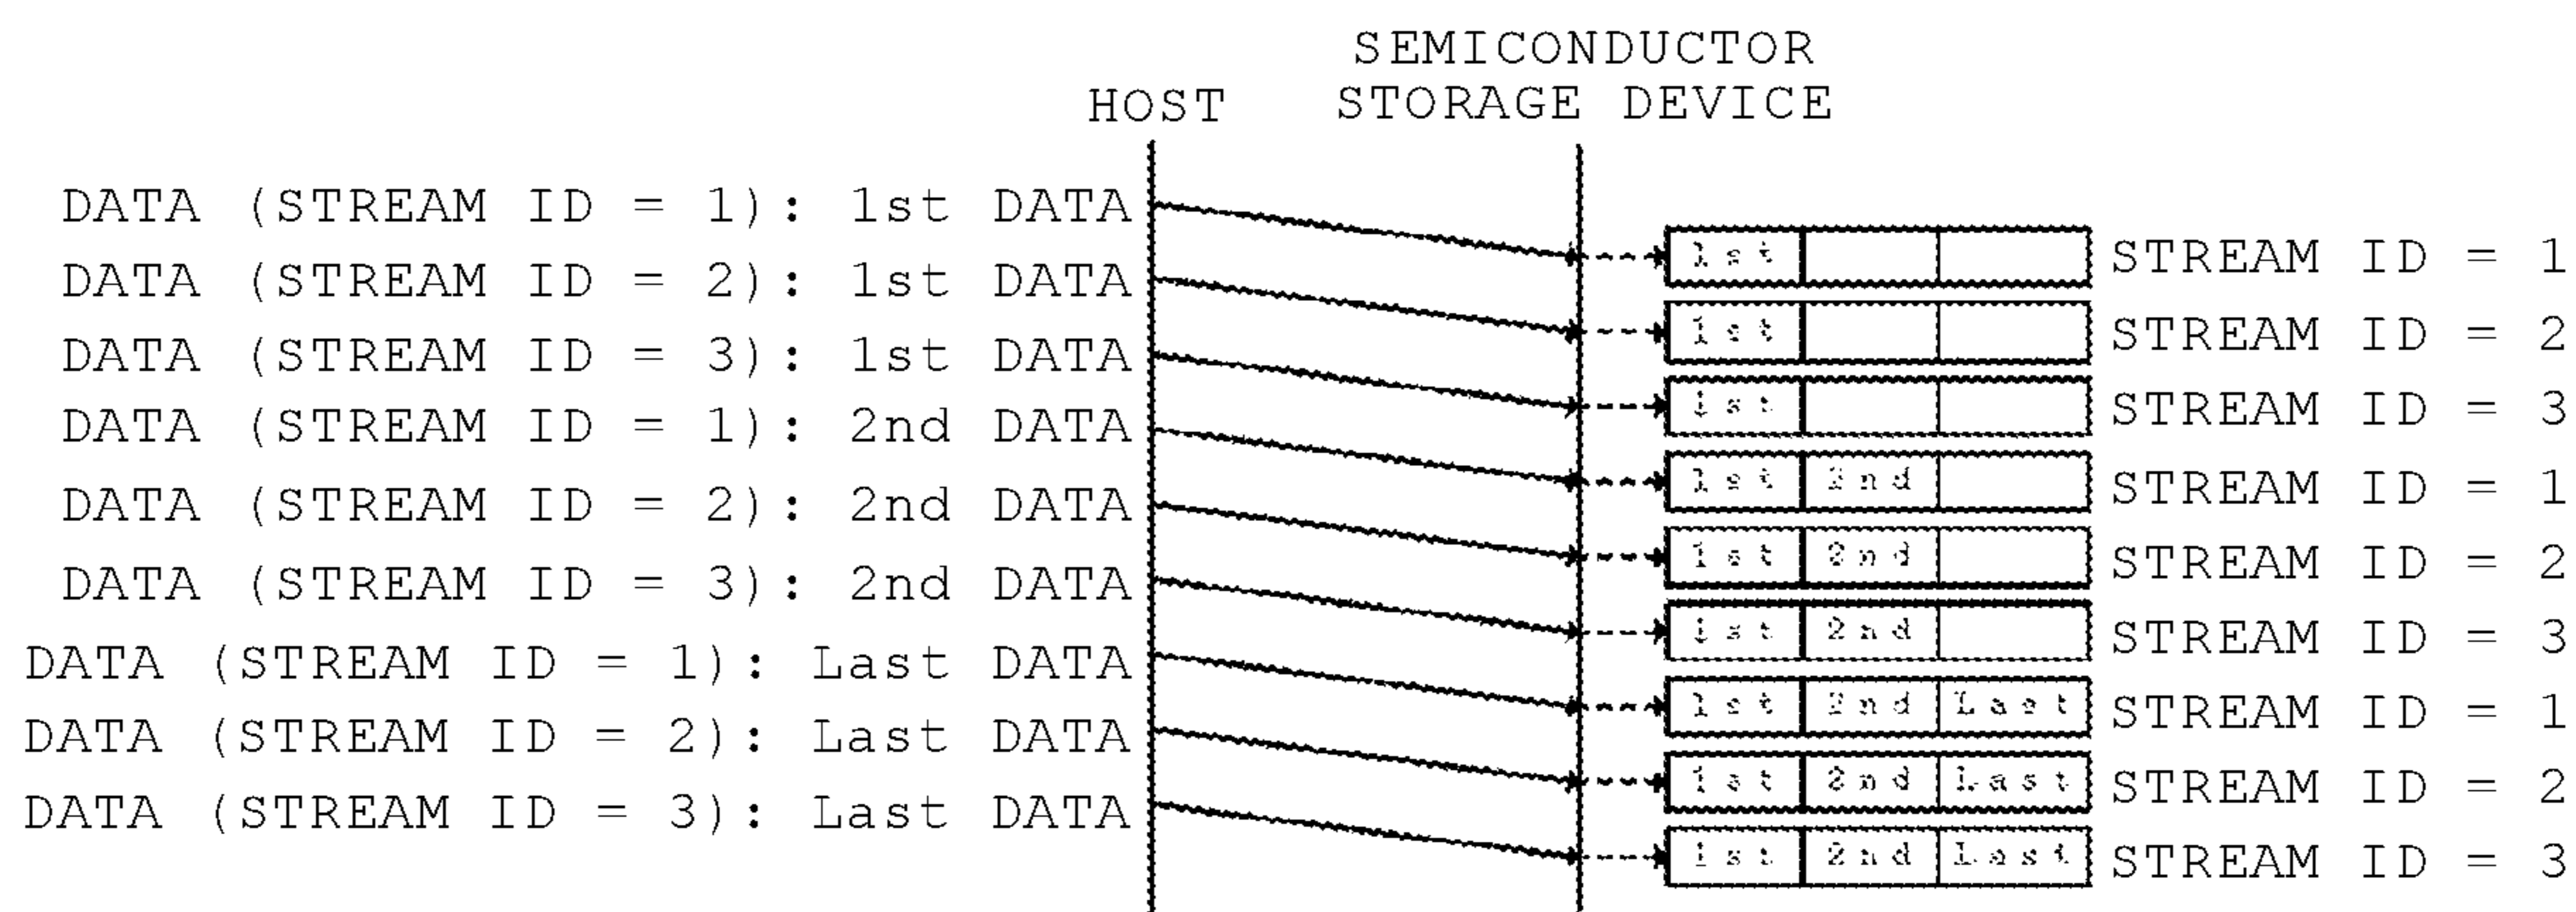 SEMICONDUCTOR
HOST STORAGE DEVICE
DATA (STREAM ID = 1): 1st DATA
1st STREAM ID = 1
DATA (STREAM ID = 2): 1st DATA
1st STREAM ID = 2
DATA (STREAM ID = 3): 1st DATA
1st STREAM ID = 3
DATA (STREAM ID = 1): 2nd DATA
1st 2nd STREAM ID = 1
DATA (STREAM ID = 2): 2nd DATA
1st 2nd STREAM ID = 2
DATA (STREAM ID = 3): 2nd DATA
1st 2nd STREAM ID = 3
DATA (STREAM ID = 1): Last DATA
1st 2nd Last STREAM ID = 1
DATA (STREAM ID = 2): Last DATA
1st 2nd Last STREAM ID = 2
DATA (STREAM ID = 3): Last DATA
1st 2nd Last STREAM ID = 3